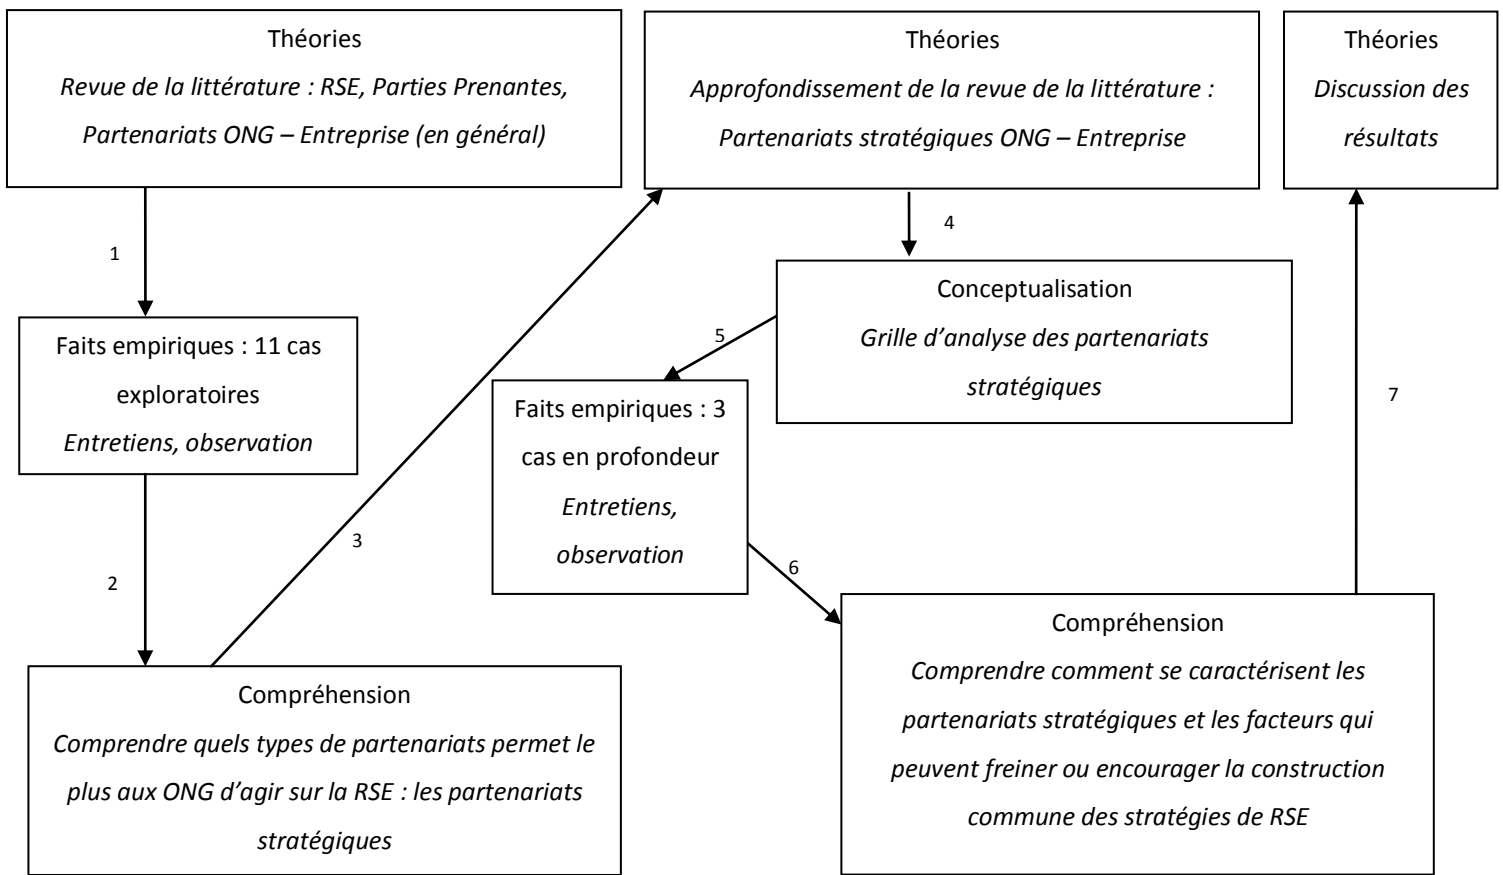 Théories
Revue de la littérature : RSE, Parties Prenantes,
Partenariats ONG – Entreprise (en général)
1
Faits empiriques : 11 cas
exploratoires
Entretiens, observation
2
Compréhension
Comprendre quels types de partenariats permet le
plus aux ONG d’agir sur la RSE : les partenariats
stratégiques
3
Théories
Approfondissement de la revue de la littérature :
Partenariats stratégiques ONG – Entreprise
4
Conceptualisation
Grille d’analyse des partenariats
stratégiques
5
Faits empiriques : 3
cas en profondeur
Entretiens,
observation
6
Compréhension
Comprendre comment se caractérisent les
partenariats stratégiques et les facteurs qui
peuvent freiner ou encourager la construction
commune des stratégies de RSE
7
Théories
Discussion des
résultats